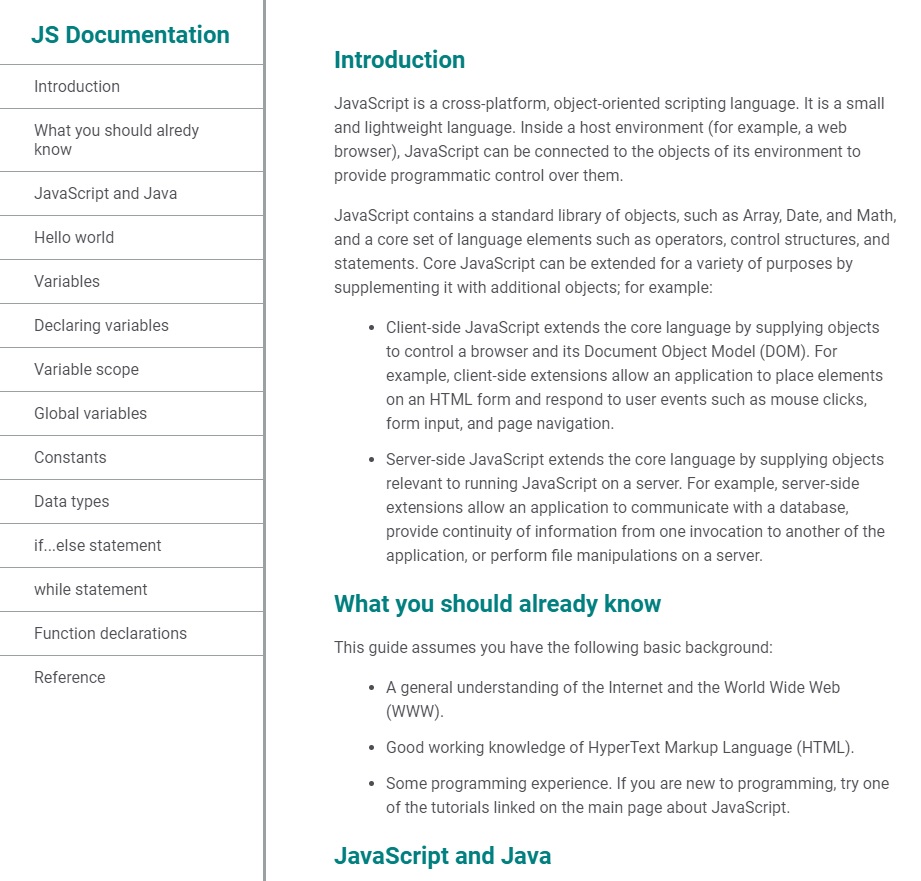 JS Documentation
Introduction
What you should alredy
know
JavaScript and Java
Hello world
Variables
Declaring variables
Variable scope
Global variables
Constants
Data types
if...else statement
while statement
Function declarations
Reference
Introduction
JavaScript is a cross-platform, object-oriented scripting language. It is a small
and lightweight language. Inside a host environment (for example, a web
browser), JavaScript can be connected to the objects of its environment to
provide programmatic control over them.
JavaScript contains a standard library of objects, such as Array, Date, and Math,
and a core set of language elements such as operators, control structures, and
statements. Core JavaScript can be extended for a variety of purposes by
supplementing it with additional objects; for example:
• Client-side JavaScript extends the core language by supplying objects
to control a browser and its Document Object Model (DOM). For
example, client-side extensions allow an application to place elements
on an HTML form and respond to user events such as mouse clicks,
form input, and page navigation.
• Server-side JavaScript extends the core language by supplying objects
relevant to running JavaScript on a server. For example, server-side
extensions allow an application to communicate with a database,
provide continuity of information from one invocation to another of the
application, or perform file manipulations on a server.
What you should already know
This guide assumes you have the following basic background:
• A general understanding of the Internet and the World Wide Web
(WWW).
• Good working knowledge of HyperText Markup Language (HTML).
• Some programming experience. If you are new to programming, try one
of the tutorials linked on the main page about JavaScript.
JavaScript and Java